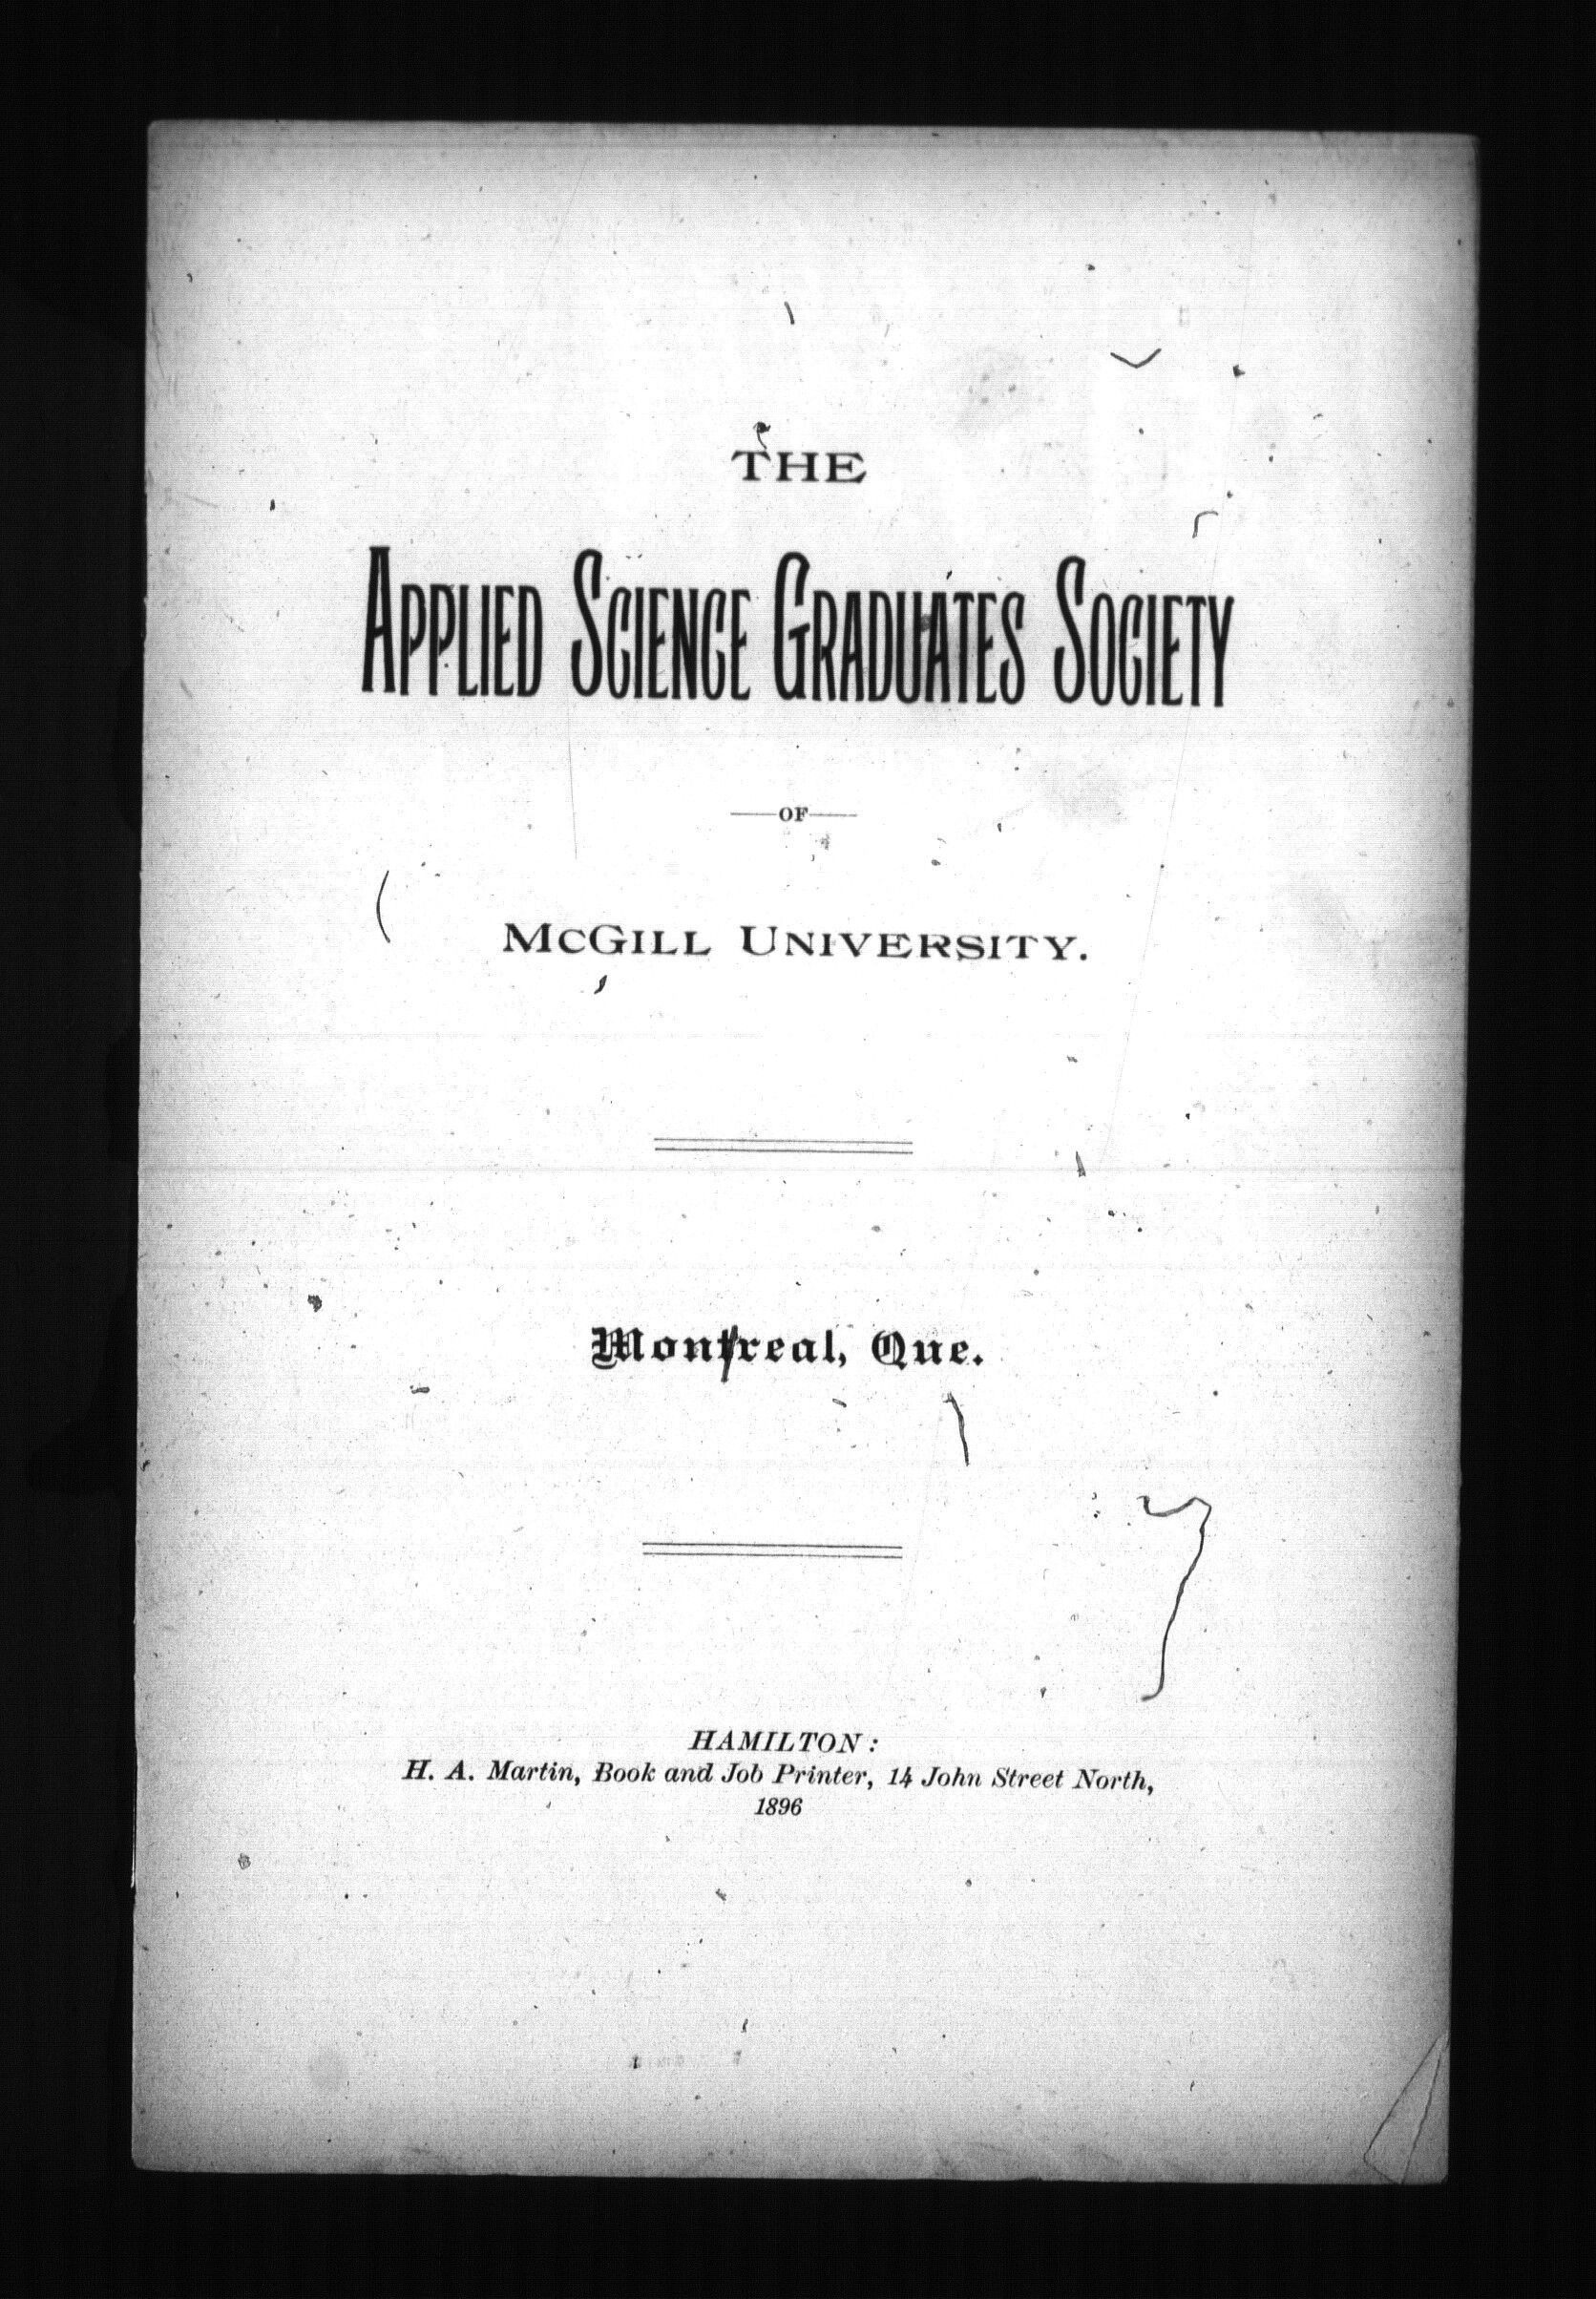 THE
APPLIED SCIENCE GRADUATES SOCIETY
—OF—
MCGILL UNIVERSITY.
Montreal, Que.
HAMILTON:
H. A. Martin, Book and Job Printer, 14 John Street North,
1896